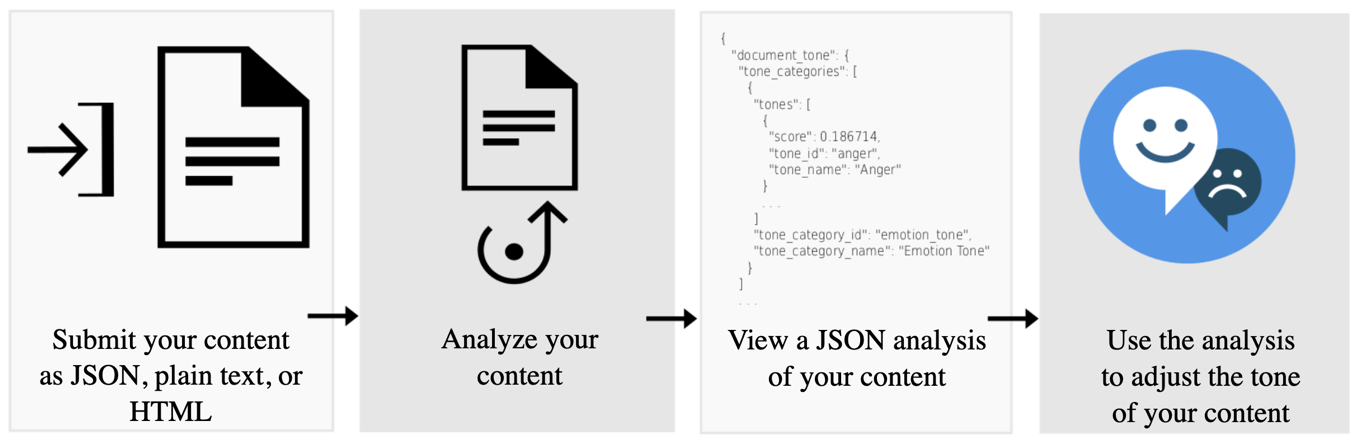 Submit your content
as JSON, plain text, or
HTML
Analyze your
content
{
"document_tone": {
"tone_categories": [
{
"tones": [
{
"score": 0.186714,
"tone_id": "anger",
"tone_name": "Anger"
}
. . .
]
"tone_category_id": "emotion_tone",
"tone_category_name": "Emotion Tone"
}
]
. . .
View a JSON analysis
of your content
Use the analysis
to adjust the tone
of your content